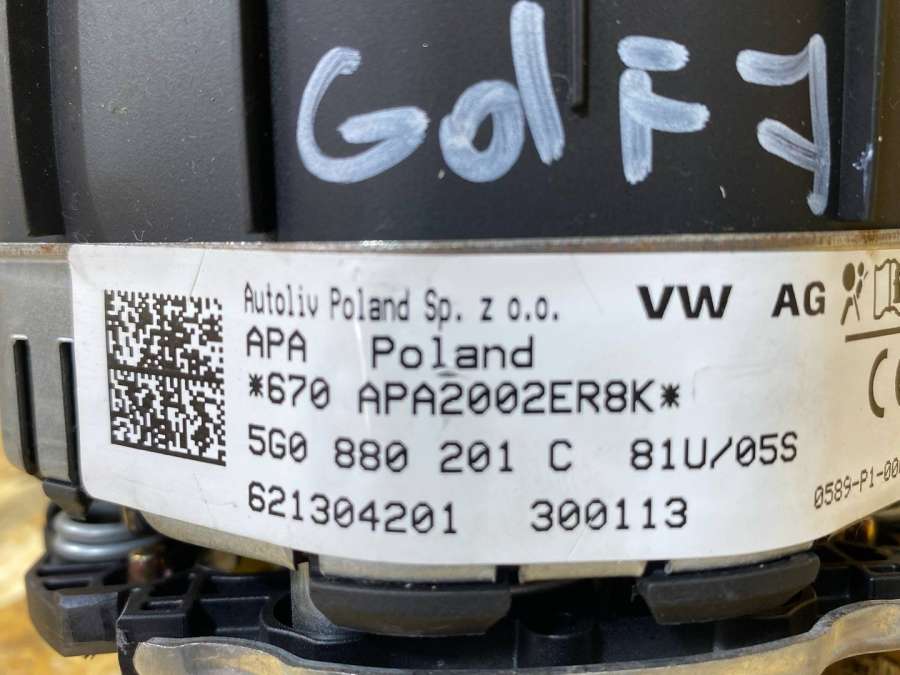 Golf 7
Autoliv Poland Sp. z o.o. VW AG
APA Poland
*670 APA2002ER8K*
5G0 880 201 C 81U/05S
621304201 300113